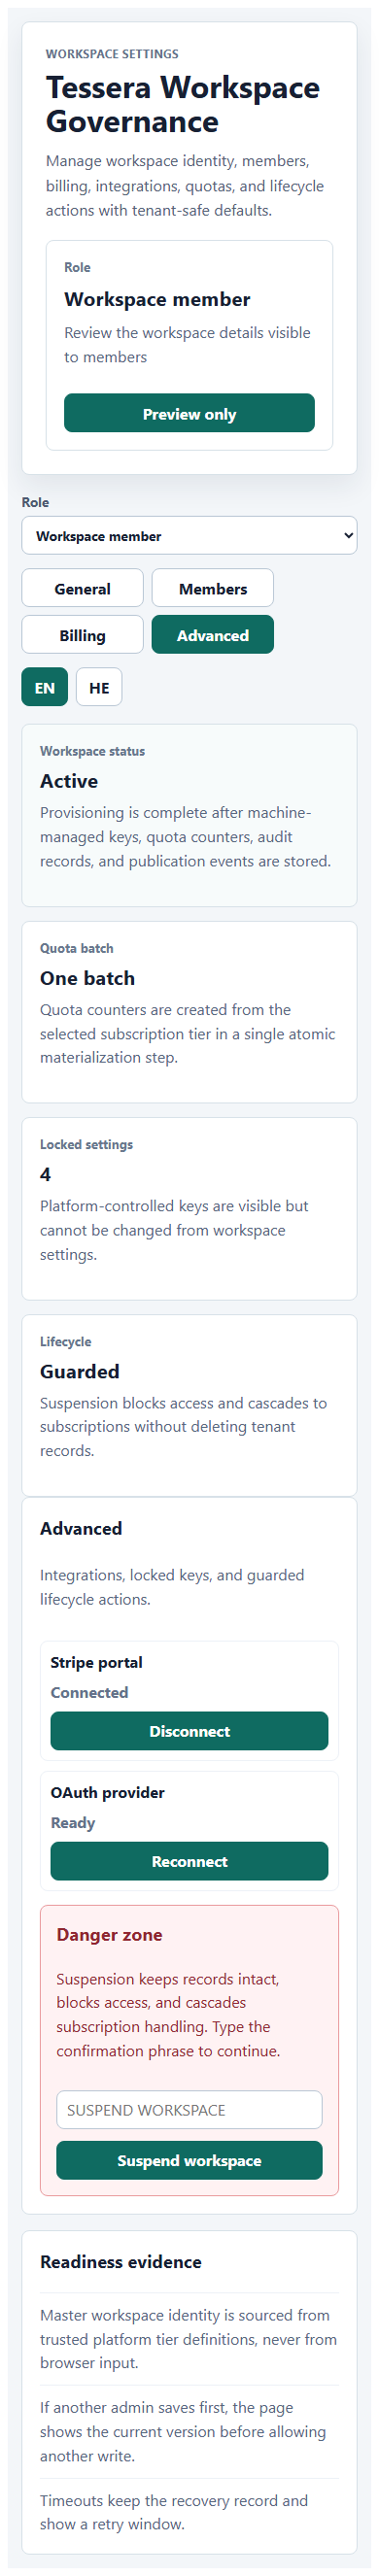 WORKSPACE SETTINGS
Tessera Workspace
Governance
Manage workspace identity, members,
billing, integrations, quotas, and lifecycle
actions with tenant-safe defaults.
Role
Workspace member
Review the workspace details visible
to members
Preview only
Role
Workspace member
General
Members
Billing
Advanced
EN
HE
Workspace status
Active
Provisioning is complete after machine-
managed keys, quota counters, audit
records, and publication events are stored.
Quota batch
One batch
Quota counters are created from the
selected subscription tier in a single atomic
materialization step.
Locked settings
4
Platform-controlled keys are visible but
cannot be changed from workspace
settings.
Lifecycle
Guarded
Suspension blocks access and cascades to
subscriptions without deleting tenant
records.
Advanced
Integrations, locked keys, and guarded
lifecycle actions.
Stripe portal
Connected
Disconnect
OAuth provider
Ready
Reconnect
Danger zone
Suspension keeps records intact,
blocks access, and cascades
subscription handling. Type the
confirmation phrase to continue.
SUSPEND WORKSPACE
Suspend workspace
Readiness evidence
Master workspace identity is sourced from
trusted platform tier definitions, never from
browser input.
If another admin saves first, the page
shows the current version before allowing
another write.
Timeouts keep the recovery record and
show a retry window.